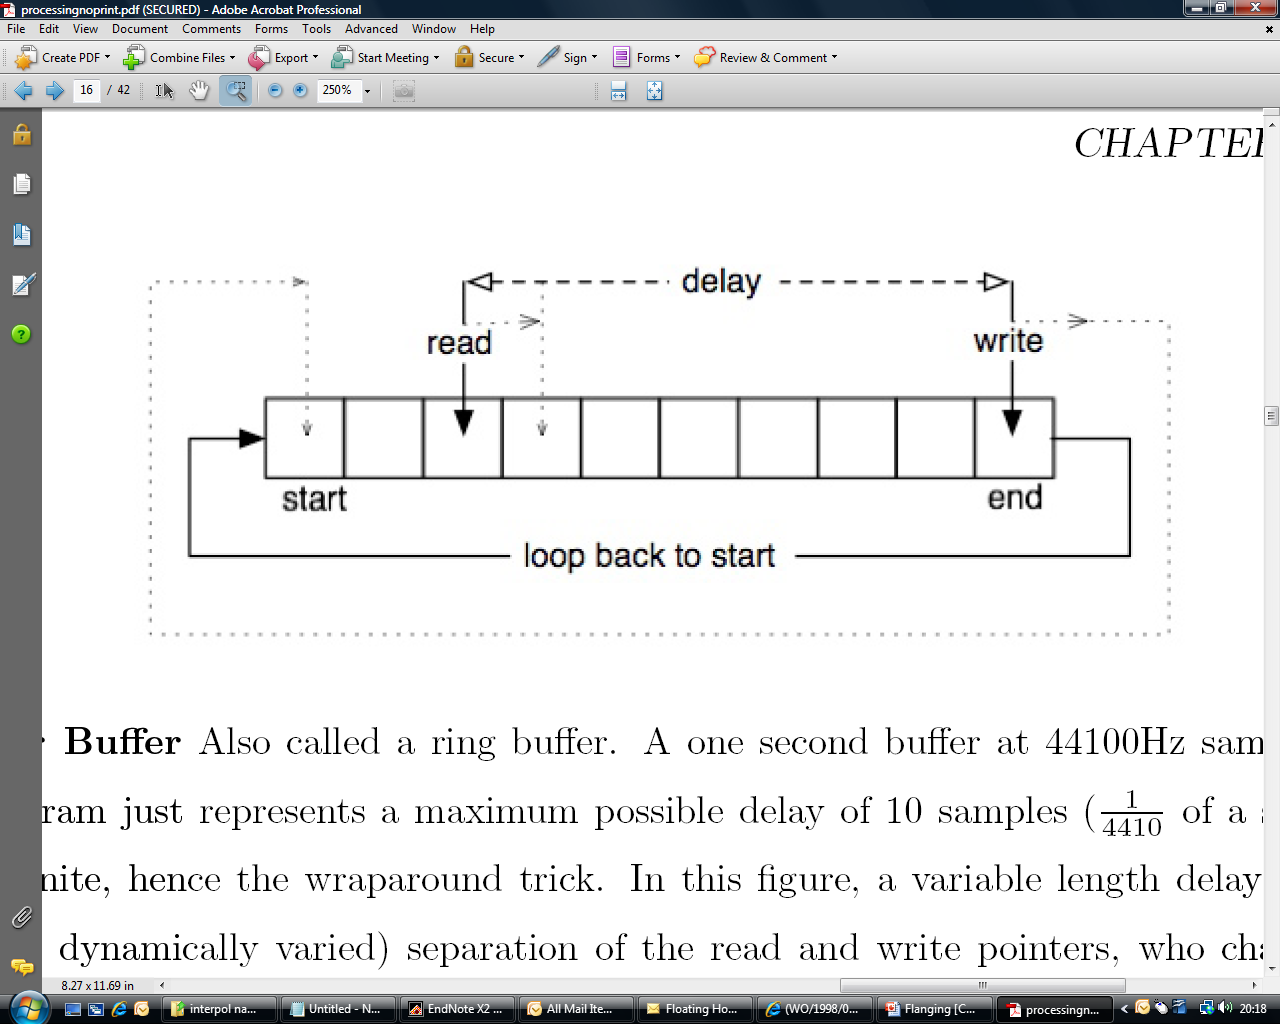 processingnoprint.pdf (SECURED) - Adobe Acrobat Professional
File Edit View Document Comments Forms Tools Advanced Window Help
Create PDF Combine Files Export Start Meeting Secure Sign Forms Review & Comment
16 / 42 250%
CHAPTER
delay
read write
start end
loop back to start
Buffer Also called a ring buffer. A one second buffer at 44100Hz sam
ram just represents a maximum possible delay of 10 samples (1/4410 of a s
nite, hence the wraparound trick. In this figure, a variable length delay
dynamically varied) separation of the read and write pointers, who cha
8.27 x 11.69 in
interpol na... Untitled - N... EndNote X2 ... All Mail Ite... Floating Ho... (WO/1998/0... Flanging [C... processingn... 20:18